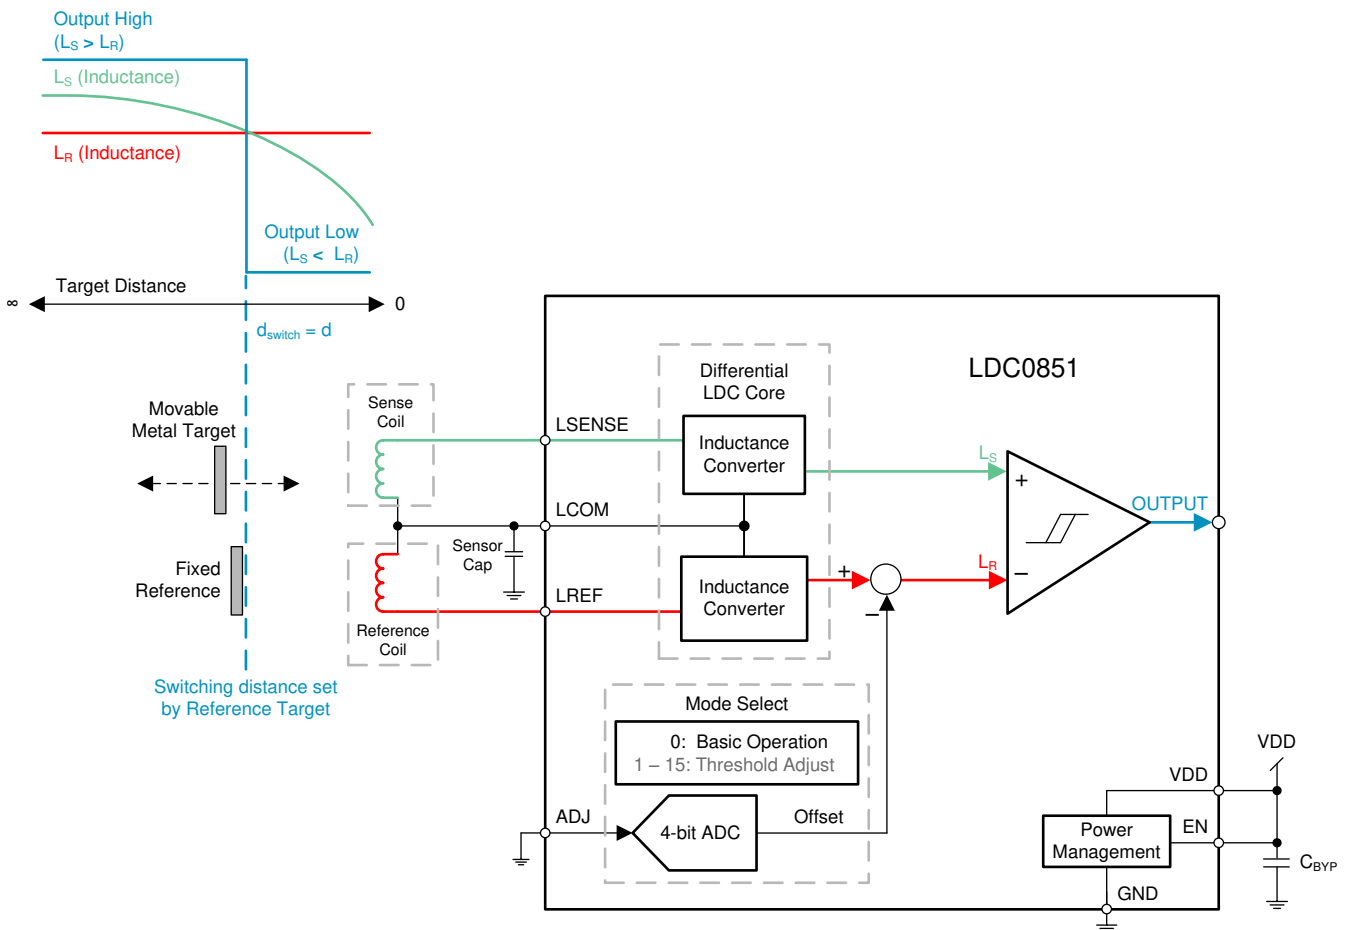 Output High
(LS > LR)
LS (Inductance)
LR (Inductance)
Output Low
(LS < LR)
Target Distance
∞
0
dswitch = d
Movable
Metal Target
Fixed
Reference
Switching distance set
by Reference Target
Sense
Coil
Reference
Coil
Sensor
Cap
LSENSE
LCOM
LREF
LDC0851
Differential
LDC Core
Inductance
Converter
Inductance
Converter
LS
+
OUTPUT
LR
–
+
–
Mode Select
0: Basic Operation
1 – 15: Threshold Adjust
ADJ
4-bit ADC
Offset
VDD
VDD
EN
Power
Management
CBYP
GND